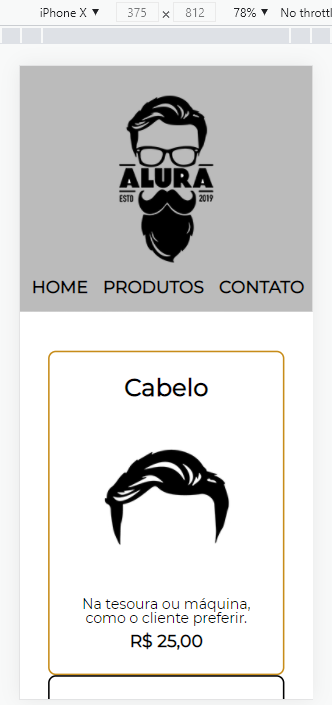 iPhone X ▼ 375 x 812 78% ▼ No thrott
ALURA
ESTD 2019
HOME PRODUTOS CONTATO
Cabelo
Na tesoura ou máquina,
como o cliente preferir.
R$ 25,00